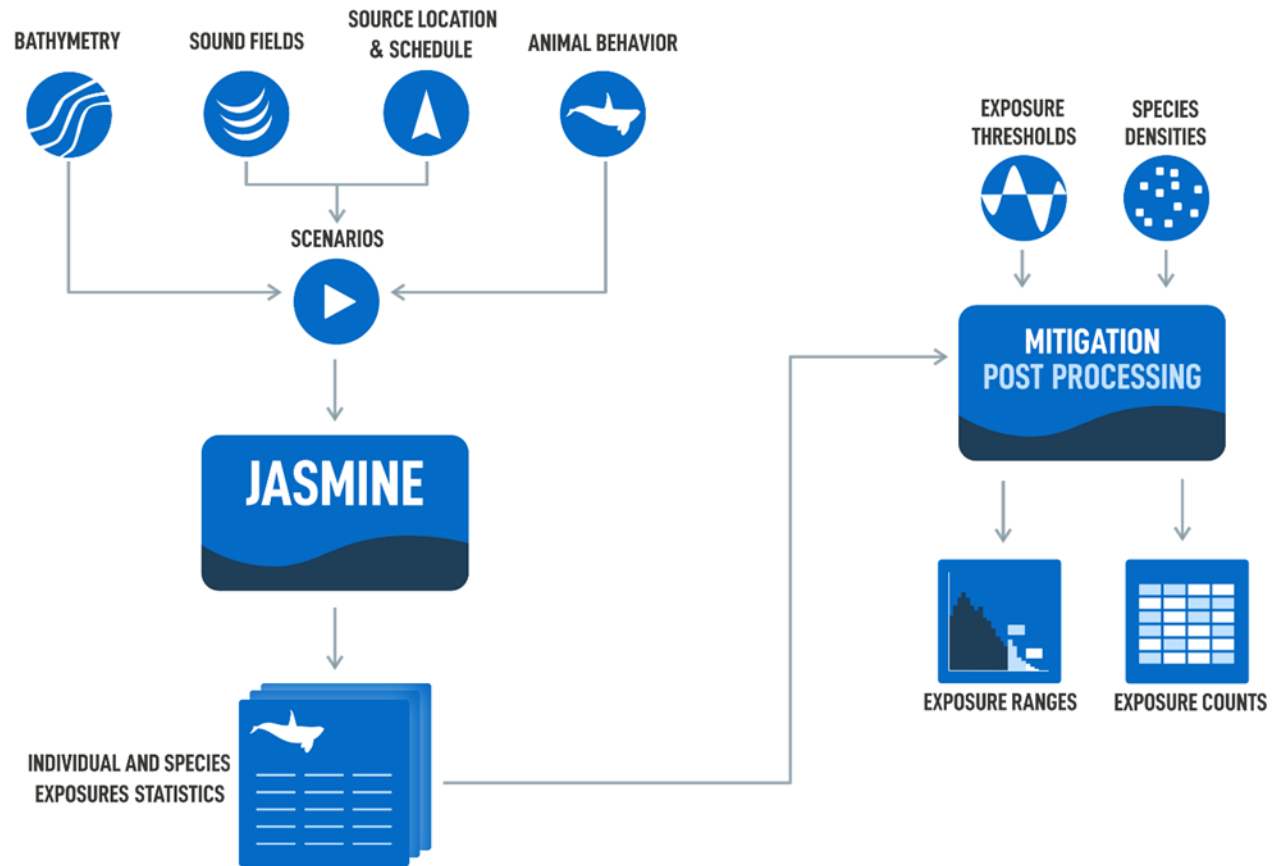 BATHYMETRY
SOUND FIELDS
SOURCE LOCATION
& SCHEDULE
ANIMAL BEHAVIOR
SCENARIOS
JASMINE
INDIVIDUAL AND SPECIES
EXPOSURES STATISTICS
EXPOSURE
THRESHOLDS
SPECIES
DENSITIES
MITIGATION
POST PROCESSING
EXPOSURE RANGES
EXPOSURE COUNTS